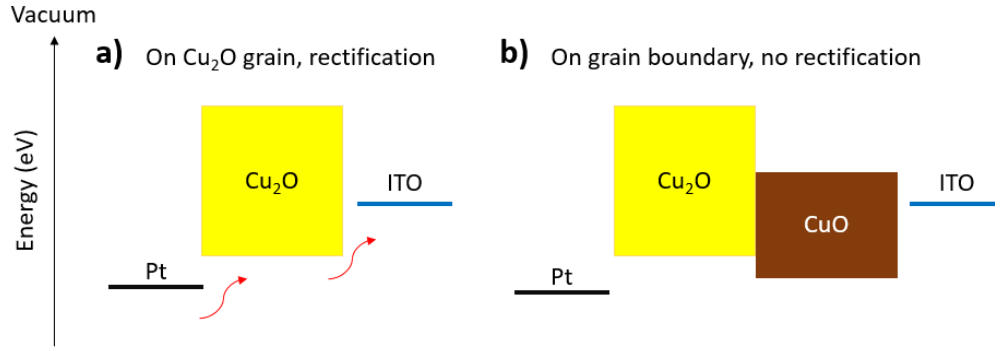 Vacuum
Energy (eV)
a) On Cu₂O grain, rectification
Cu₂O
ITO
Pt
b) On grain boundary, no rectification
Cu₂O
CuO
ITO
Pt